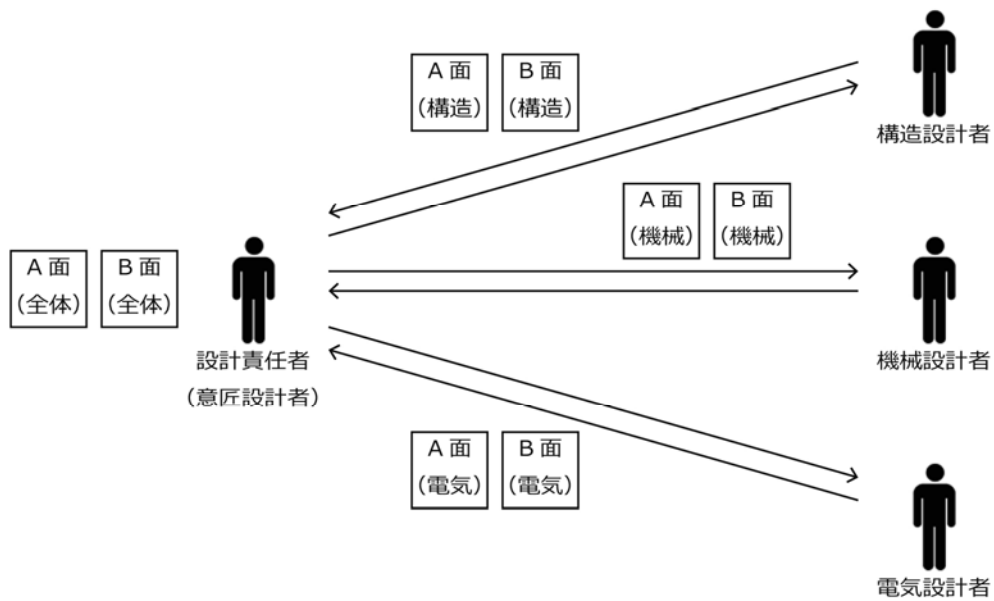 A 面
(構造)
B 面
(構造)
構造設計者
A 面
(機械)
B 面
(機械)
A 面
(全体)
B 面
(全体)
設計責任者
(意匠設計者)
機械設計者
A 面
(電気)
B 面
(電気)
電気設計者